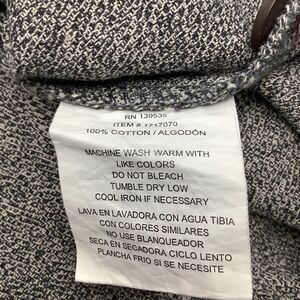 RN 139535
ITEM # 1717070
100% COTTON / ALGODÓN
MACHINE WASH WARM WITH
LIKE COLORS
DO NOT BLEACH
TUMBLE DRY LOW
COOL IRON IF NECESSARY
LAVA EN LAVADORA CON AGUA TIBIA
CON COLORES SIMILARES
NO USE BLANQUEADOR
SECA EN SECADORA CICLO LENTO
PLANCHA FRIO SI SE NECESITE